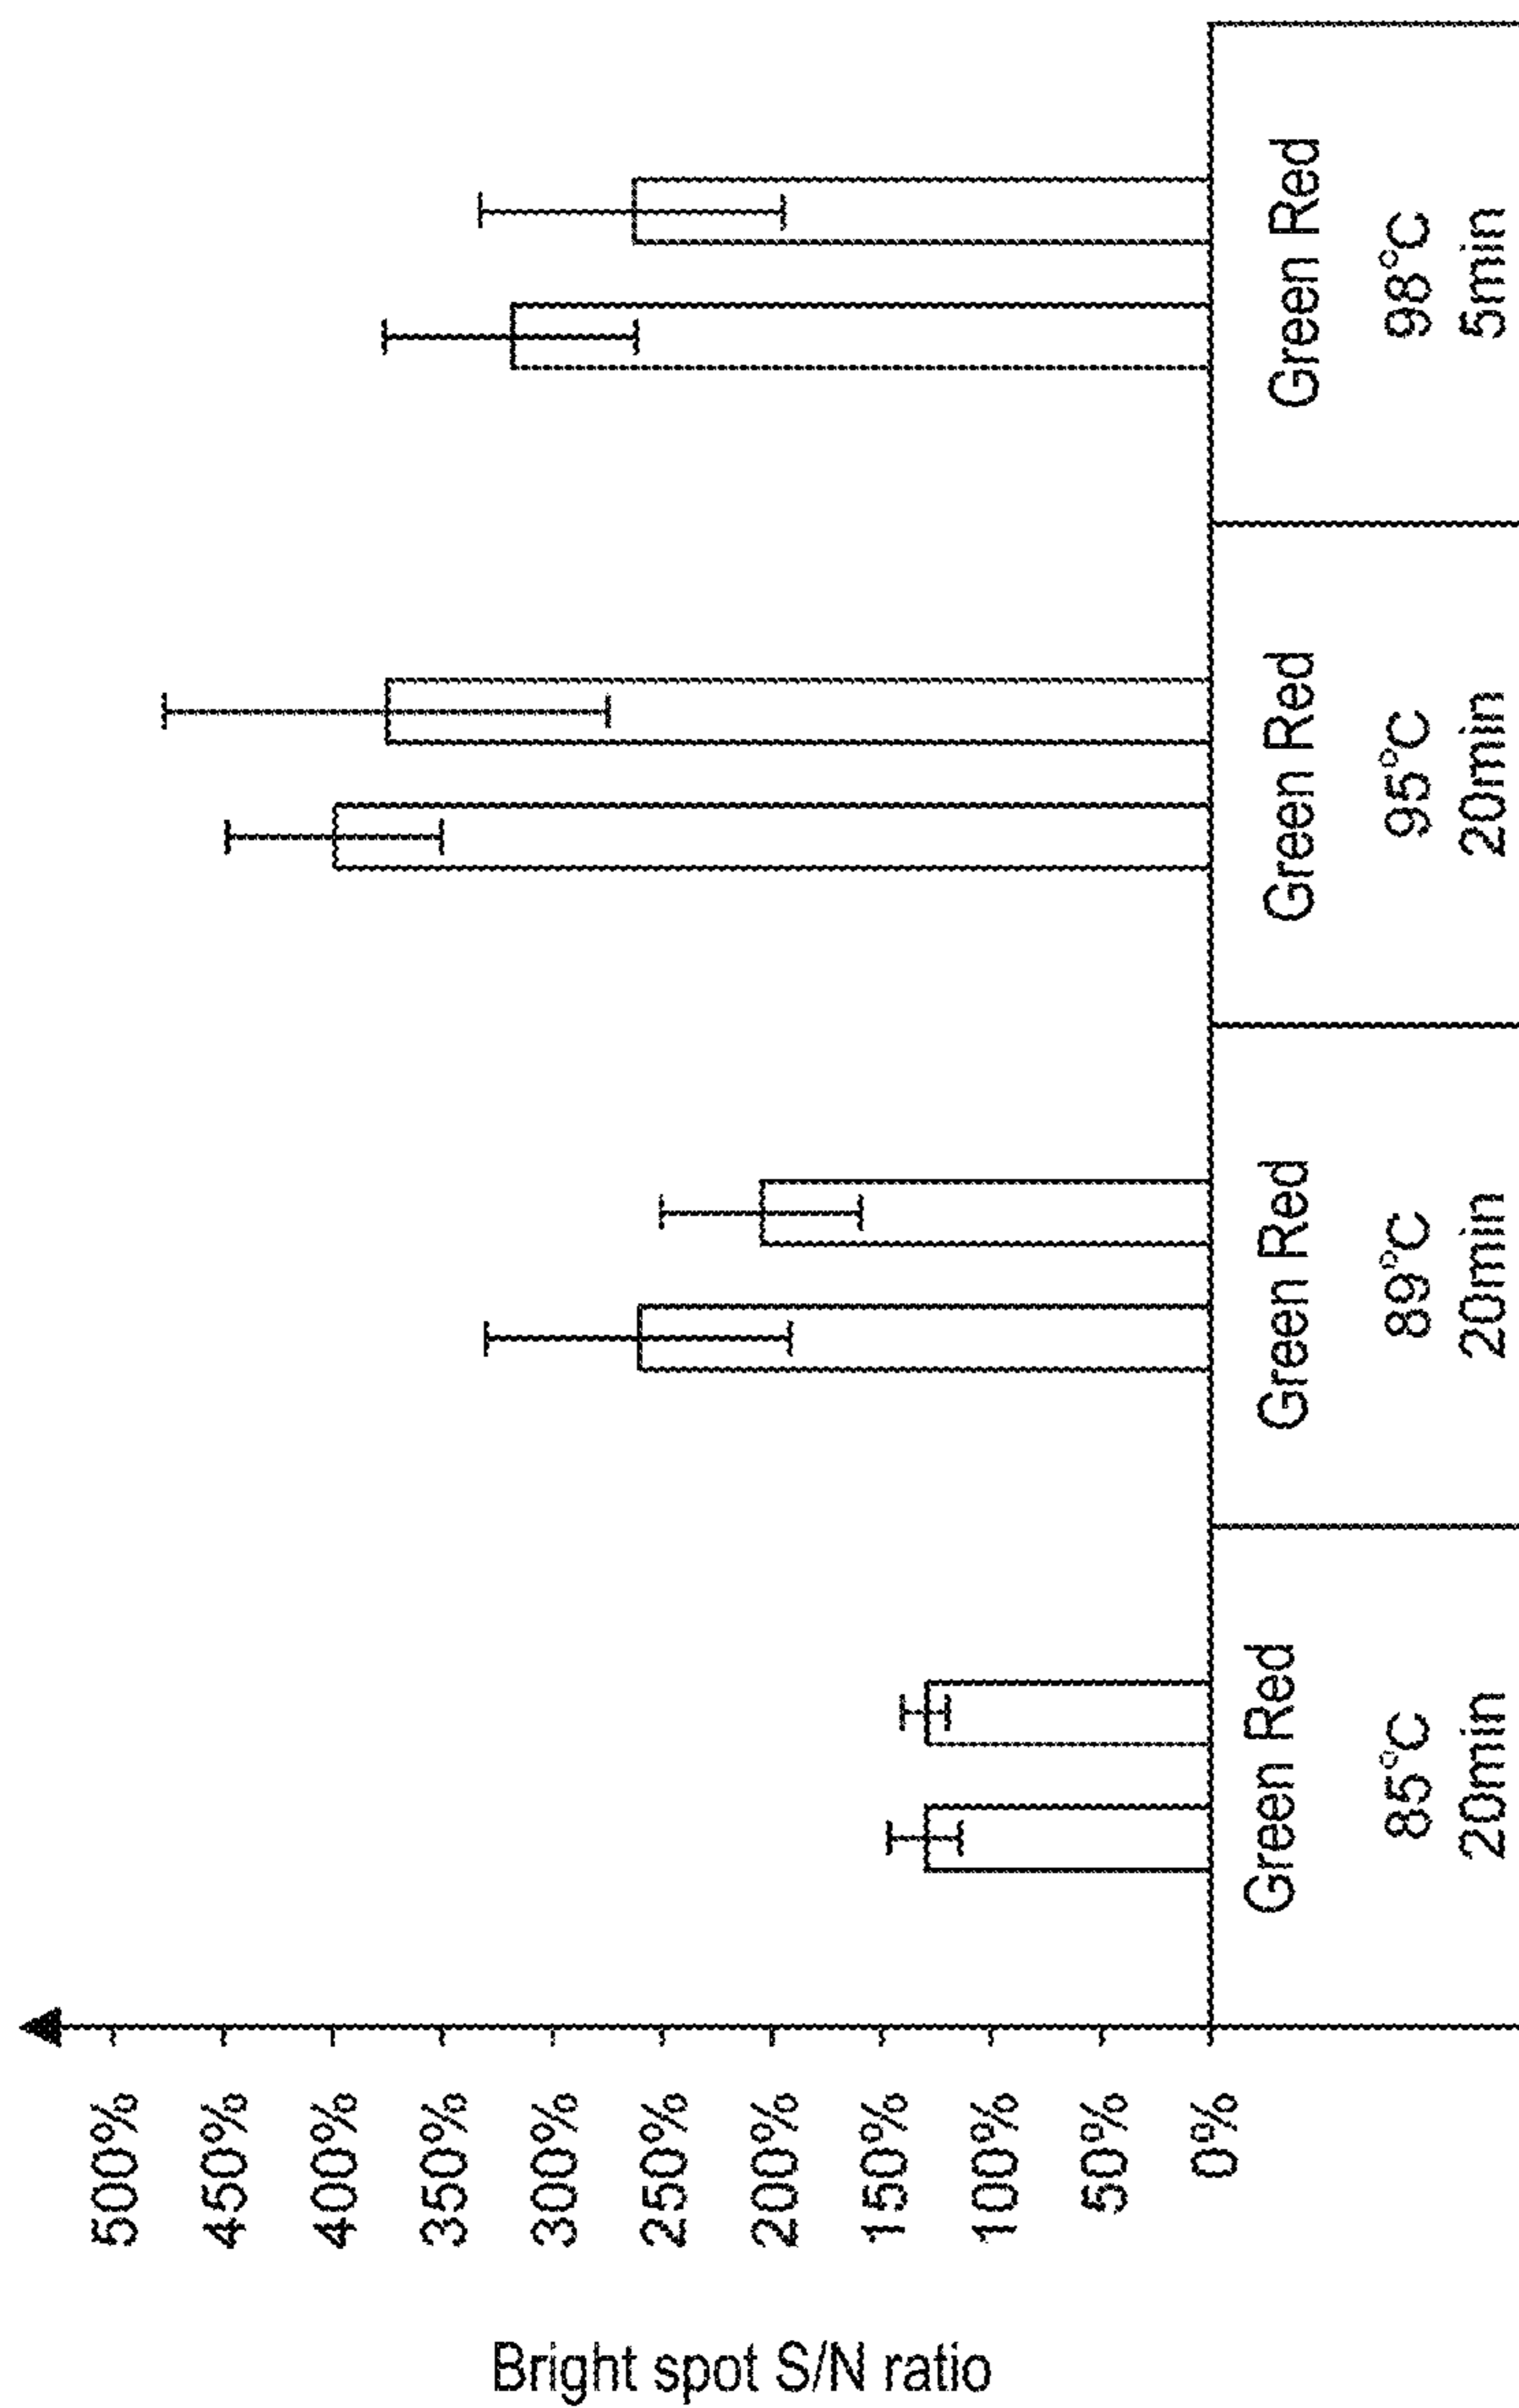 Bright spot S/N ratio
500%
450%
400%
350%
300%
250%
200%
150%
100%
50%
0%
Green Red
85°C
20min
Green Red
89°C
20min
Green Red
95°C
20min
Green Red
98°C
5min